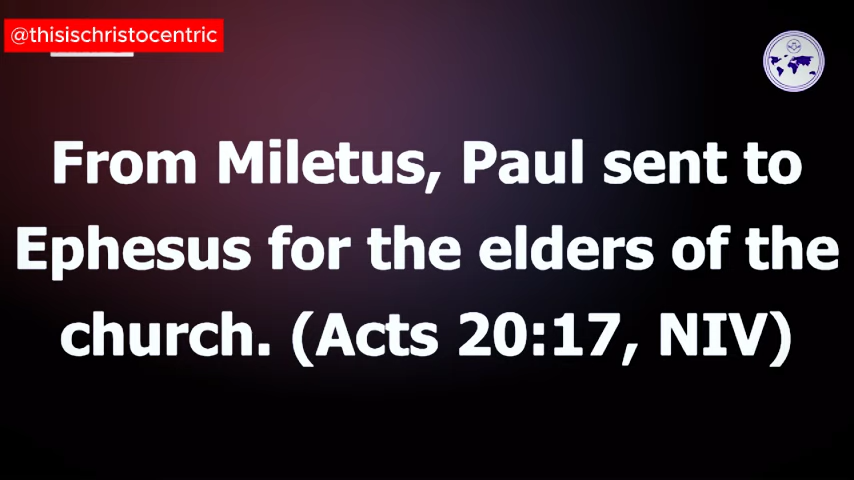 @thisischristocentric
From Miletus, Paul sent to
Ephesus for the elders of the
church. (Acts 20:17, NIV)